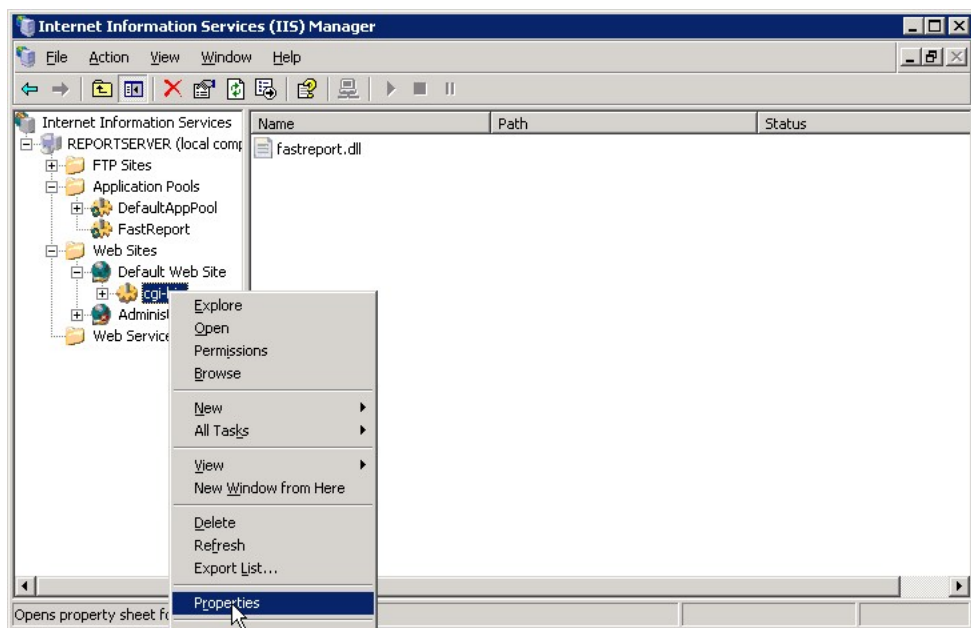 Internet Information Services (IIS) Manager
File Action View Window Help
Internet Information Services
REPORTSERVER (local comp
FTP Sites
Application Pools
DefaultAppPool
FastReport
Web Sites
Default Web Site
cgi-b
Administ
Web Service
Name Path Status
fastreport.dll
Explore
Open
Permissions
Browse
New
All Tasks
View
New Window from Here
Delete
Refresh
Export List...
Properties
Opens property sheet fo